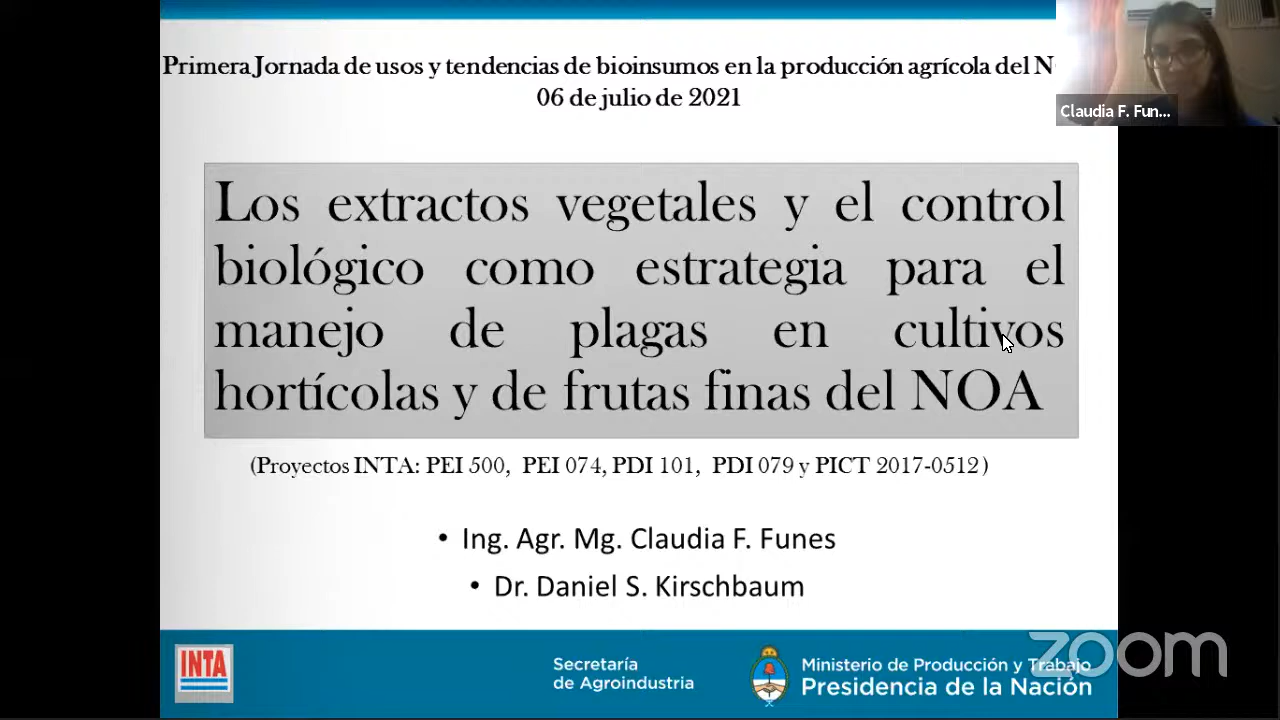 Primera Jornada de usos y tendencias de bioinsumos en la producción agrícola del
06 de julio de 2021
Claudia F. Fun...
Los extractos vegetales y el control
biológico como estrategia para el
manejo de plagas en cultivos
hortícolas y de frutas finas del NOA
(Proyectos INTA: PEI 500, PEI 074, PDI 101, PDI 079 y PICT 2017-0512)
• Ing. Agr. Mg. Claudia F. Funes
• Dr. Daniel S. Kirschbaum
INTA
Secretaría
de Agroindustria
Ministerio de Producción y Trabajo
Presidencia de la Nación
zoom